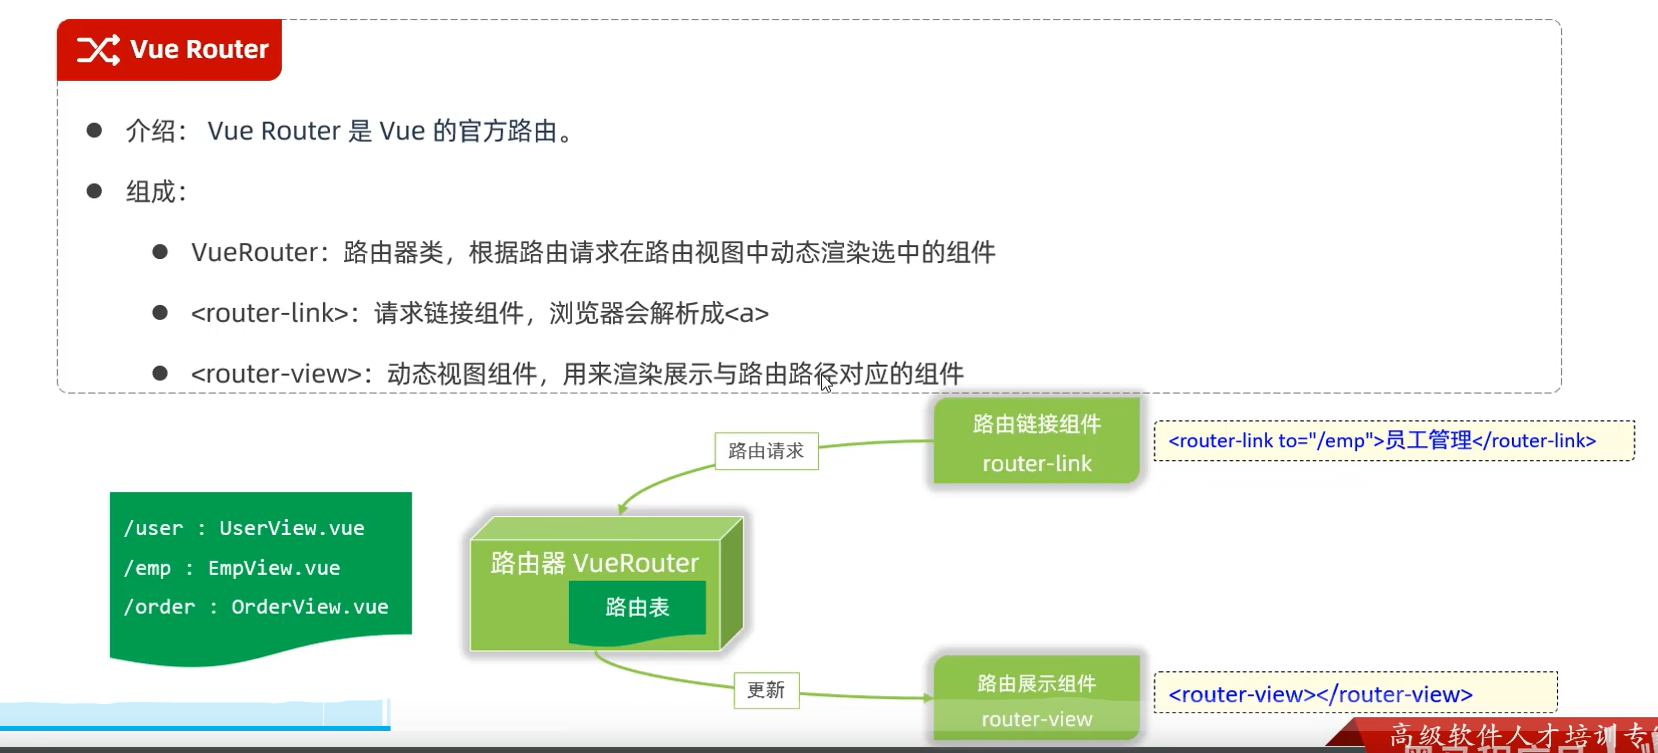 Vue Router
介绍： Vue Router 是 Vue 的官方路由。
组成：
VueRouter：路由器类，根据路由请求在路由视图中动态渲染选中的组件
<router-link>：请求链接组件，浏览器会解析成<a>
<router-view>：动态视图组件，用来渲染展示与路由路径对应的组件
路由链接组件
router-link
<router-link to="/emp">员工管理</router-link>
路由请求
/user : UserView.vue
/emp : EmpView.vue
/order : OrderView.vue
路由器 VueRouter
路由表
更新
路由展示组件
router-view
<router-view></router-view>
高级软件人才培训专